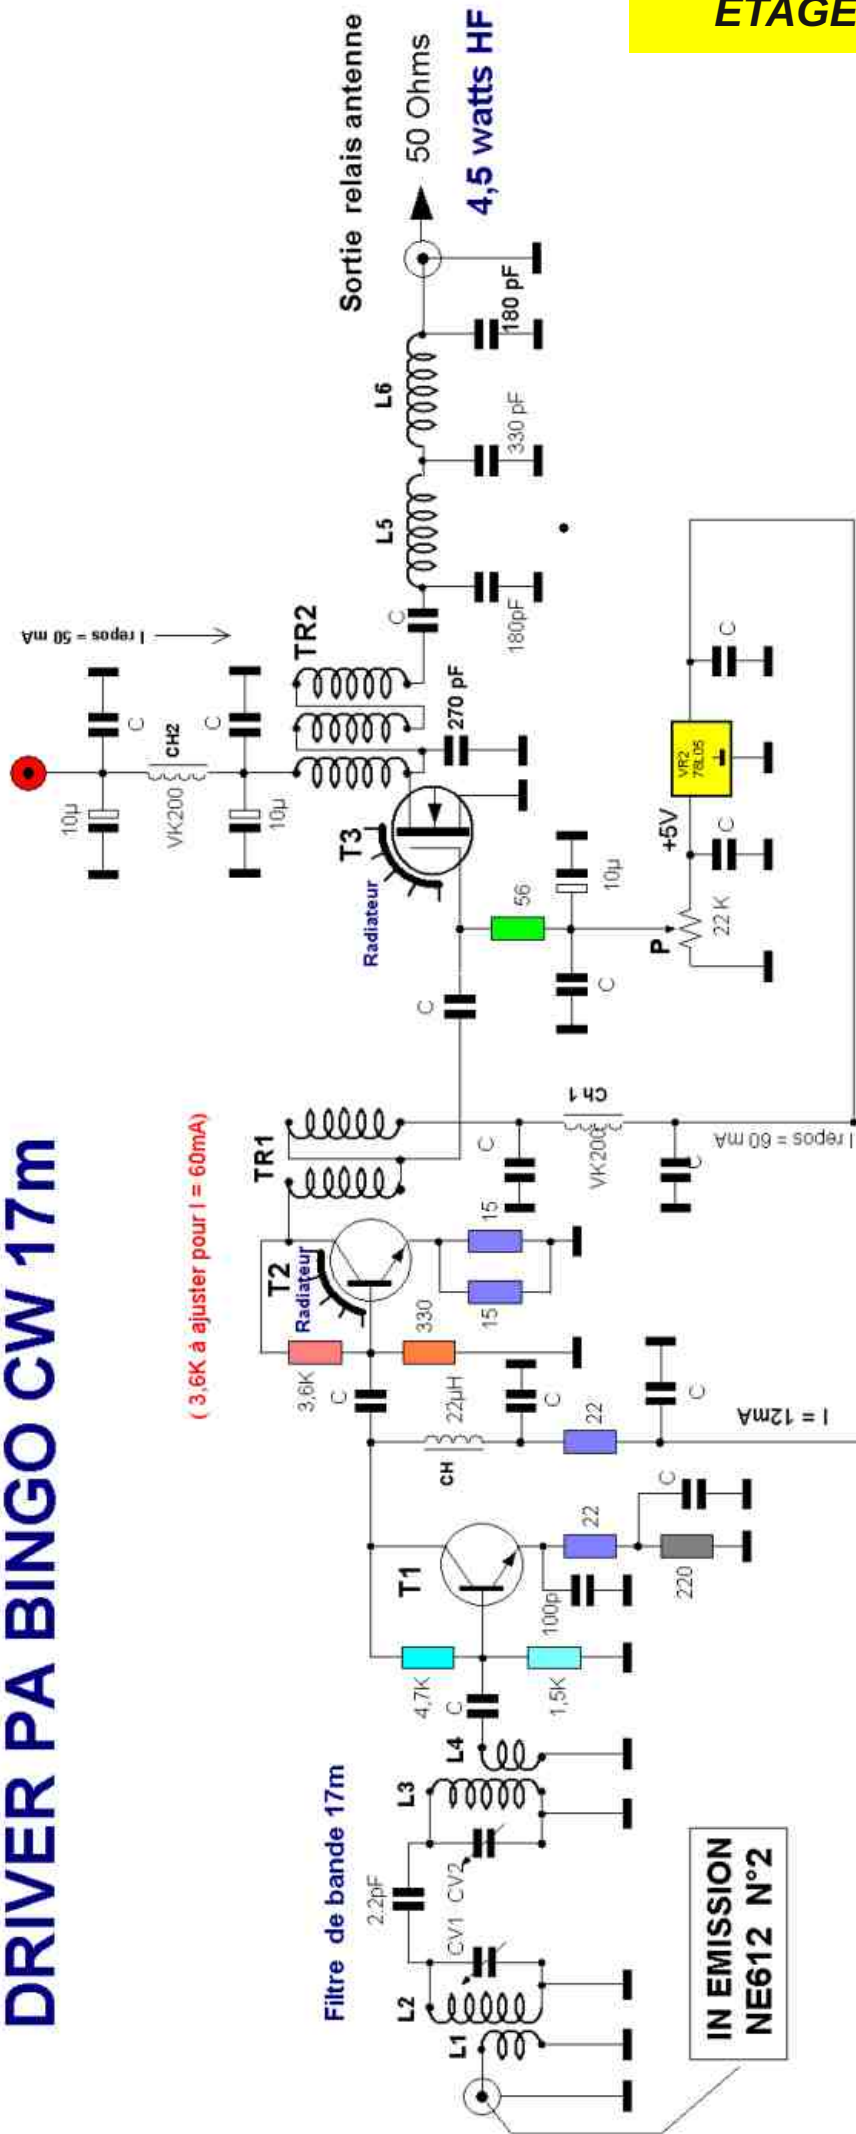 ETAGE
DRIVER PA BINGO CW 17m
( 3,6K à ajuster pour I = 60mA)
Filtre de bande 17m
IN EMISSION
NE612 N°2
L1
L2
CV1
2.2pF
CV2
L3
L4
C
4,7K
1,5K
T1
100p
22
220
C
CH
22µH
C
22
C
I = 12mA
C
3,6K
330
T2
Radiateur
15
15
TR1
C
VK200
Ch 1
C
I repos = 60 mA
C
Radiateur
T3
56
C
10µ
P
22 K
+5V
C
VR2
78L05
C
10µ
C
VK200
CH2
10µ
C
I repos = 50 mA
TR2
270 pF
C
180pF
L5
330 pF
L6
180 pF
Sortie relais antenne
50 Ohms
4,5 watts HF